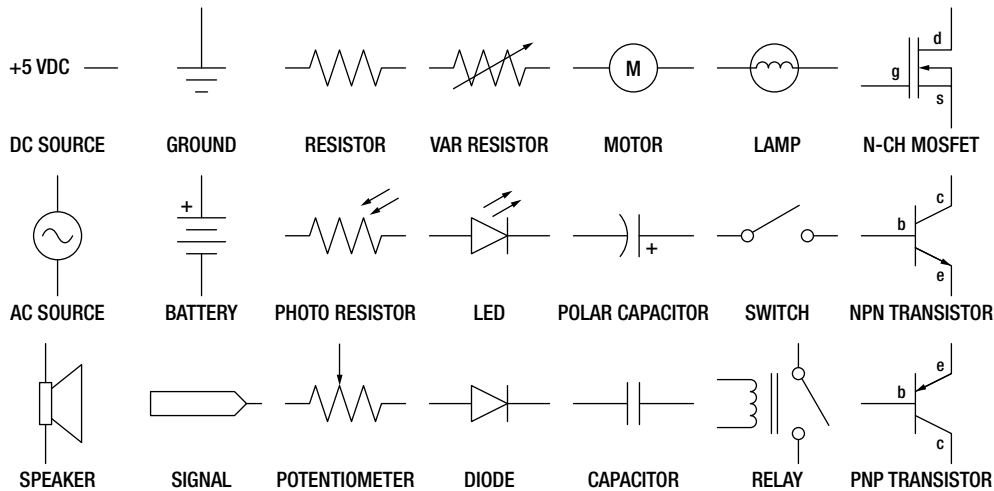 +5 VDC
M
d
g
s
DC SOURCE GROUND RESISTOR VAR RESISTOR MOTOR LAMP N-CH MOSFET
+
+
c
b
e
AC SOURCE BATTERY PHOTO RESISTOR LED POLAR CAPACITOR SWITCH NPN TRANSISTOR
e
b
c
SPEAKER SIGNAL POTENTIOMETER DIODE CAPACITOR RELAY PNP TRANSISTOR